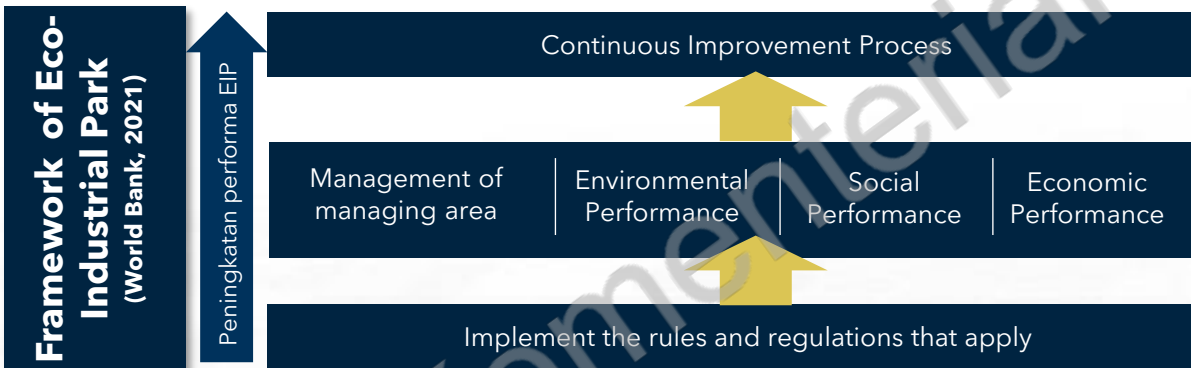 Framework of Eco-
Industrial Park
(World Bank, 2021)
Peningkatan performa EIP
Continuous Improvement Process
Management of
managing area
Environmental
Performance
Social
Performance
Economic
Performance
Implement the rules and regulations that apply
Kementerian